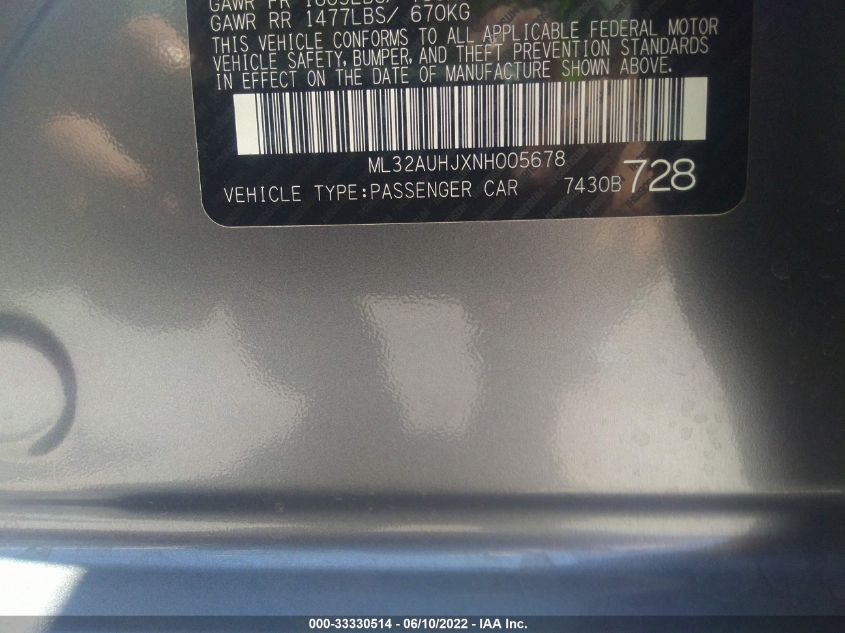 GAWR RR 1477LBS/ 670KG
THIS VEHICLE CONFORMS TO ALL APPLICABLE FEDERAL MOTOR
VEHICLE SAFETY, BUMPER, AND THEFT PREVENTION STANDARDS
IN EFFECT ON THE DATE OF MANUFACTURE SHOWN ABOVE.
ML32AUHJXNH005678
VEHICLE TYPE:PASSENGER CAR 7430B 728
000-33330514 - 06/10/2022 - IAA Inc.